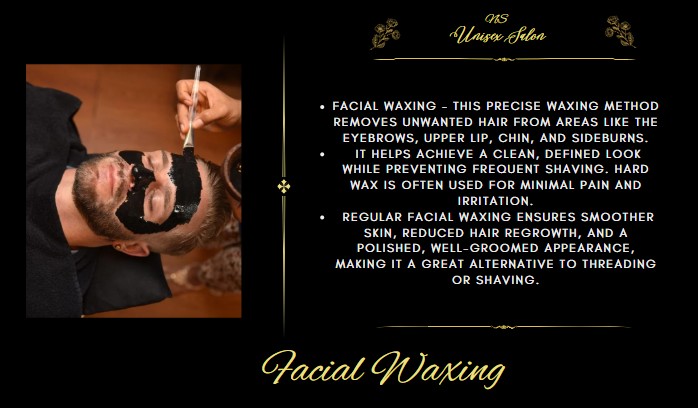 NS
Unisex Salon
• FACIAL WAXING – THIS PRECISE WAXING METHOD
REMOVES UNWANTED HAIR FROM AREAS LIKE THE
EYEBROWS, UPPER LIP, CHIN, AND SIDEBURNS.
• IT HELPS ACHIEVE A CLEAN, DEFINED LOOK
WHILE PREVENTING FREQUENT SHAVING. HARD
WAX IS OFTEN USED FOR MINIMAL PAIN AND
IRRITATION.
• REGULAR FACIAL WAXING ENSURES SMOOTHER
SKIN, REDUCED HAIR REGROWTH, AND A
POLISHED, WELL-GROOMED APPEARANCE,
MAKING IT A GREAT ALTERNATIVE TO THREADING
OR SHAVING.
Facial Waxing